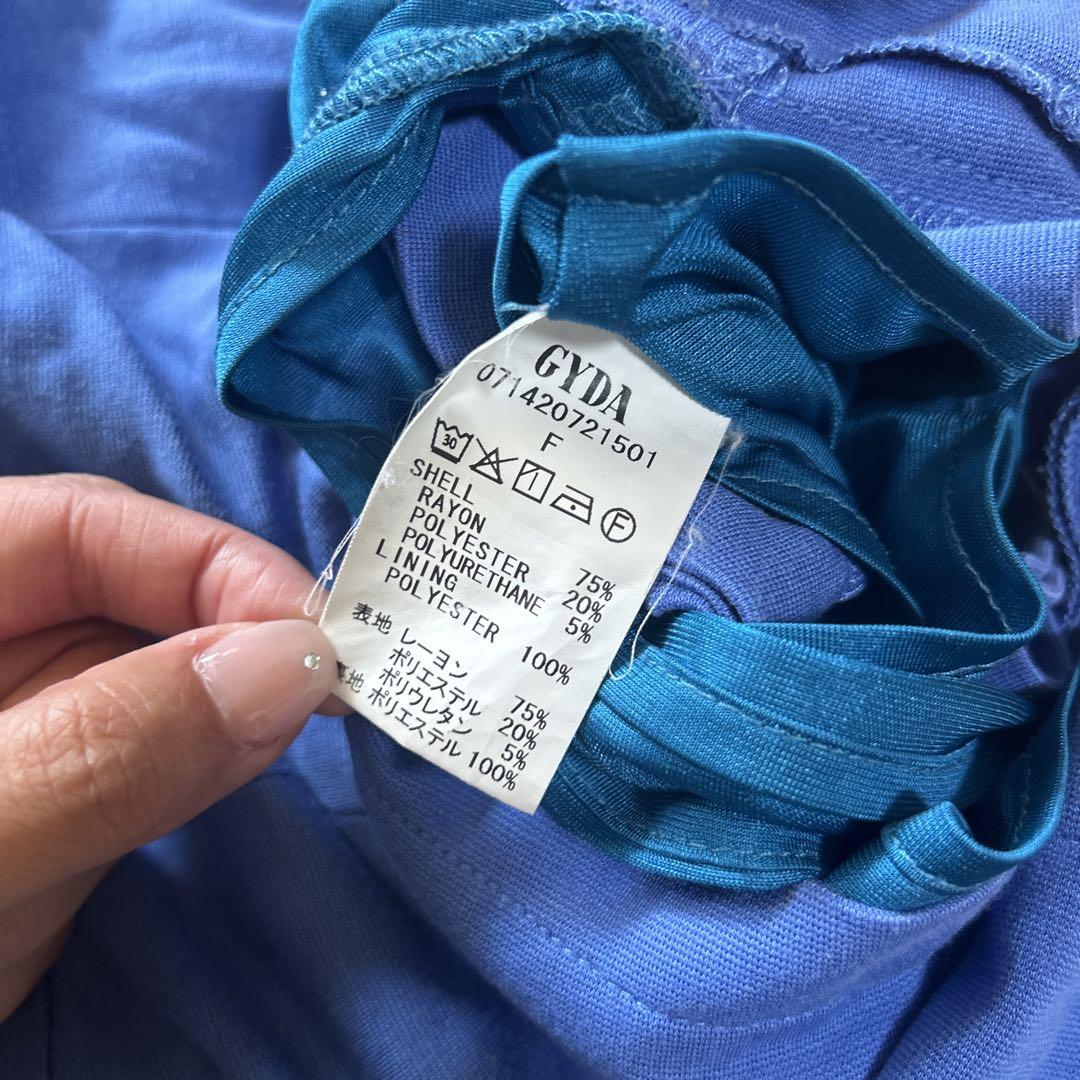 GYDA
071420721501
F
30
1
F
SHELL
RAYON 75%
POLYESTER 20%
POLYURETHANE 5%
LINING
POLYESTER 100%
表地 レーヨン 75%
ポリエステル 20%
ポリウレタン 5%
裏地 ポリエステル 100%